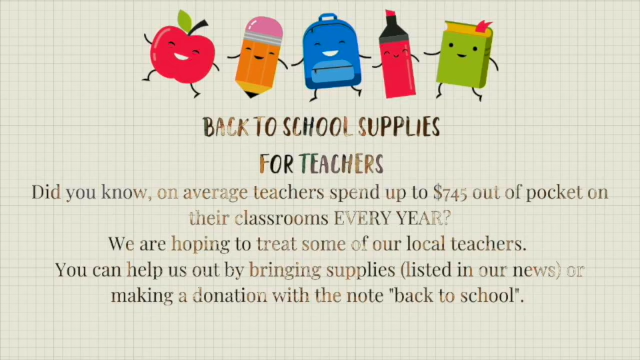 BACK TO SCHOOL SUPPLIES
FOR TEACHERS
Did you know, on average teachers spend up to $745 out of pocket on
their classrooms EVERY YEAR?
We are hoping to treat some of our local teachers.
You can help us out by bringing supplies (listed in our news) or
making a donation with the note "back to school".